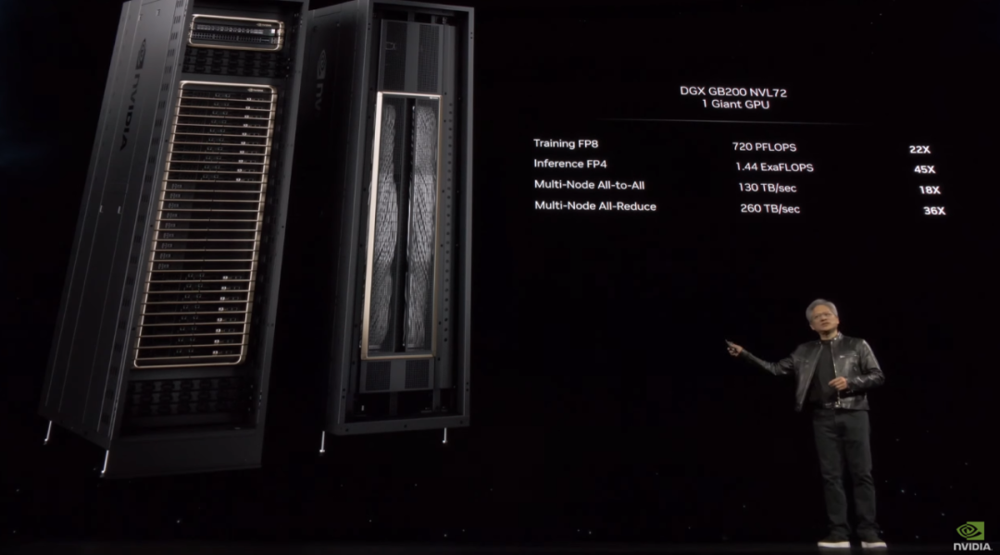 NVIDIA
DGX GB200 NVL72
1 Giant GPU
Training FP8 720 PFLOPS 22X
Inference FP4 1.44 ExaFLOPS 45X
Multi-Node All-to-All 130 TB/sec 18X
Multi-Node All-Reduce 260 TB/sec 36X
NVIDIA